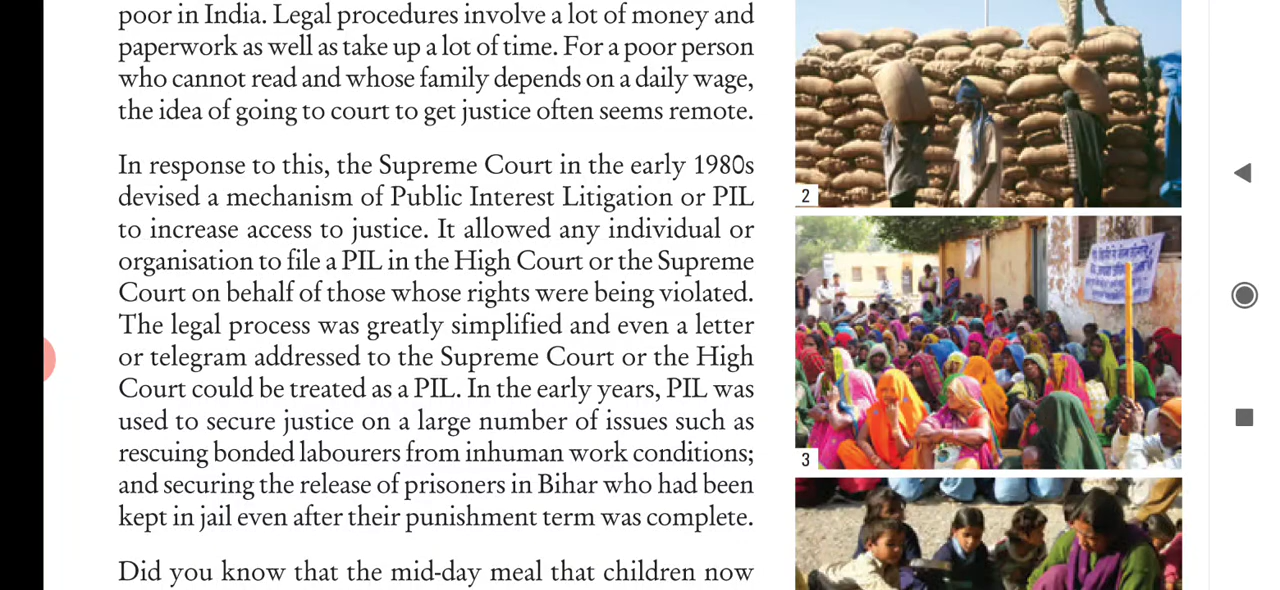 poor in India. Legal procedures involve a lot of money and
paperwork as well as take up a lot of time. For a poor person
who cannot read and whose family depends on a daily wage,
the idea of going to court to get justice often seems remote.
In response to this, the Supreme Court in the early 1980s
devised a mechanism of Public Interest Litigation or PIL
to increase access to justice. It allowed any individual or
organisation to file a PIL in the High Court or the Supreme
Court on behalf of those whose rights were being violated.
The legal process was greatly simplified and even a letter
or telegram addressed to the Supreme Court or the High
Court could be treated as a PIL. In the early years, PIL was
used to secure justice on a large number of issues such as
rescuing bonded labourers from inhuman work conditions;
and securing the release of prisoners in Bihar who had been
kept in jail even after their punishment term was complete.
Did you know that the mid-day meal that children now
2
3